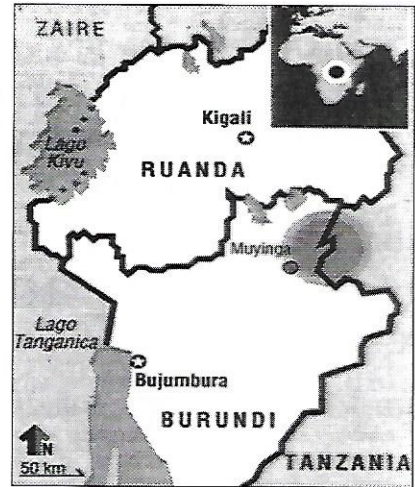 ZAIRE
Kigali
Lago
Kivu
RUANDA
Muyinga
Lago
Tanganica
Bujumbura
BURUNDI
N
50 km
TANZANIA